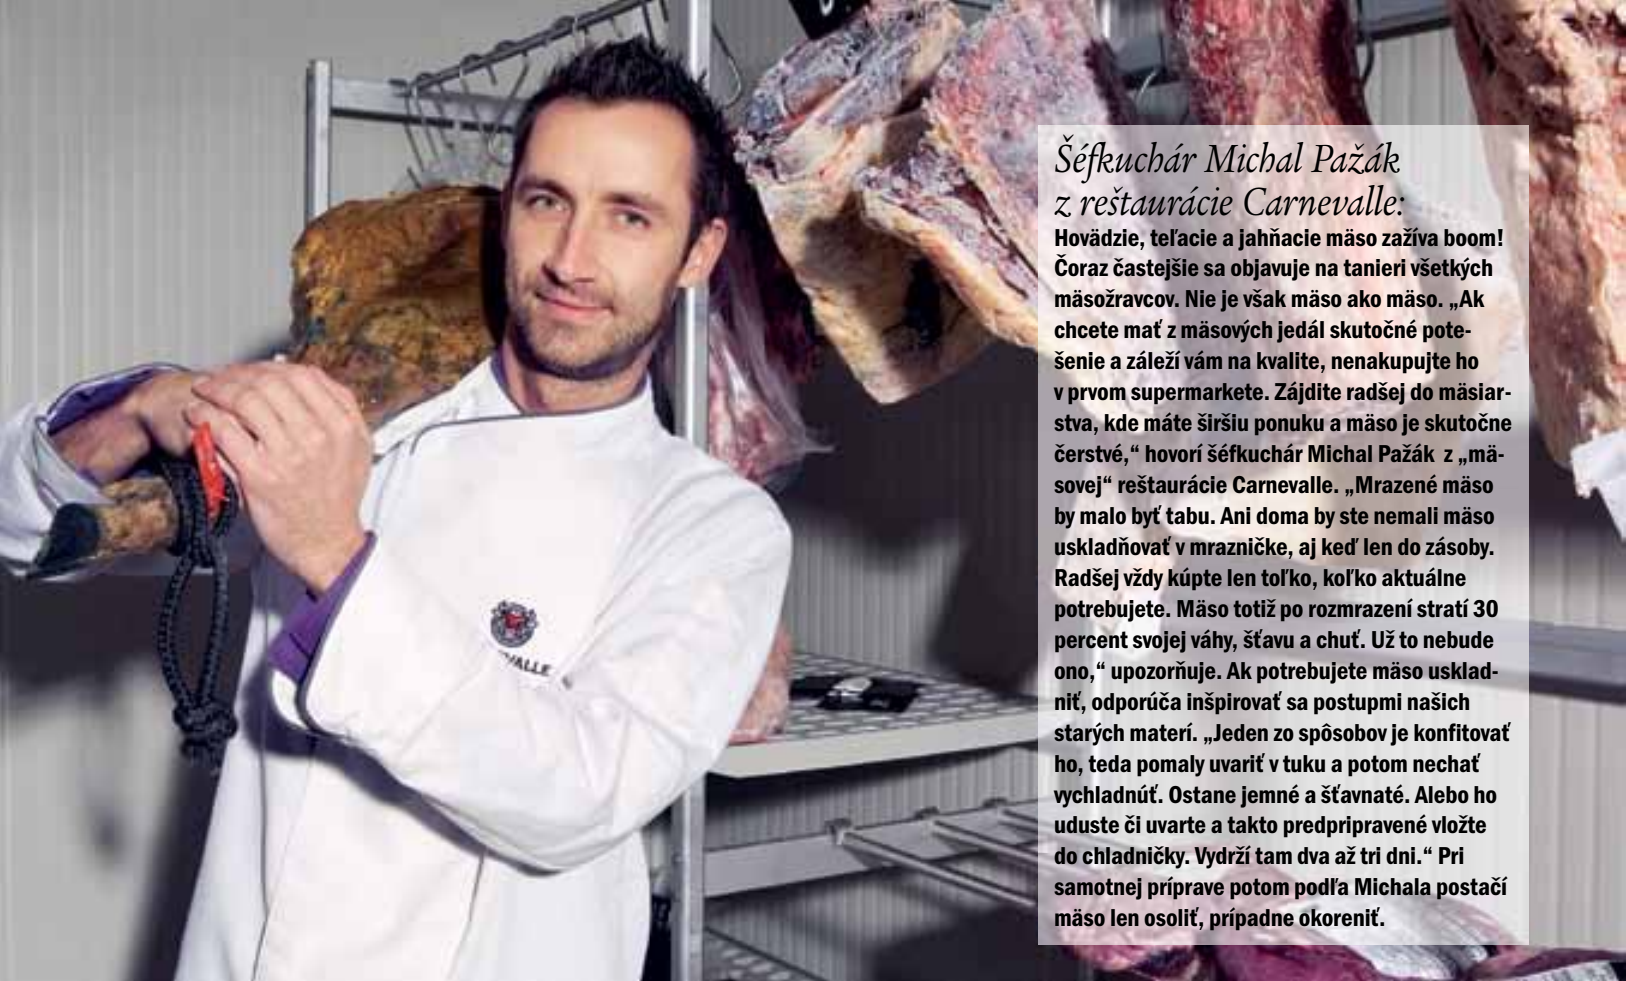 Šéfkuchár Michal Pažák
z reštaurácie Carnevalle:
Hovädzie, teľacie a jahňacie mäso zažíva boom!
Čoraz častejšie sa objavuje na tanieri všetkých
mäsožravcov. Nie je však mäso ako mäso. „Ak
chcete mať z mäsových jedál skutočné pote-
šenie a záleží vám na kvalite, nenakupujte ho
v prvom supermarkete. Zájdite radšej do mäsiar-
stva, kde máte širšiu ponuku a mäso je skutočne
čerstvé,“ hovorí šéfkuchár Michal Pažák z „mä-
sovej“ reštaurácie Carnevalle. „Mrazené mäso
by malo byť tabu. Ani doma by ste nemali mäso
uskladňovať v mrazničke, aj keď len do zásoby.
Radšej vždy kúpte len toľko, koľko aktuálne
potrebujete. Mäso totiž po rozmrazení stratí 30
percent svojej váhy, šťavu a chuť. Už to nebude
ono,“ upozorňuje. Ak potrebujete mäso usklad-
niť, odporúča inšpirovať sa postupmi našich
starých materí. „Jeden zo spôsobov je konfitovať
ho, teda pomaly uvariť v tuku a potom nechať
vychladnúť. Ostane jemné a šťavnaté. Alebo ho
uduste či uvarte a takto predpripravené vložte
do chladničky. Vydrží tam dva až tri dni.“ Pri
samotnej príprave potom podľa Michala postačí
mäso len osoliť, prípadne okoreniť.